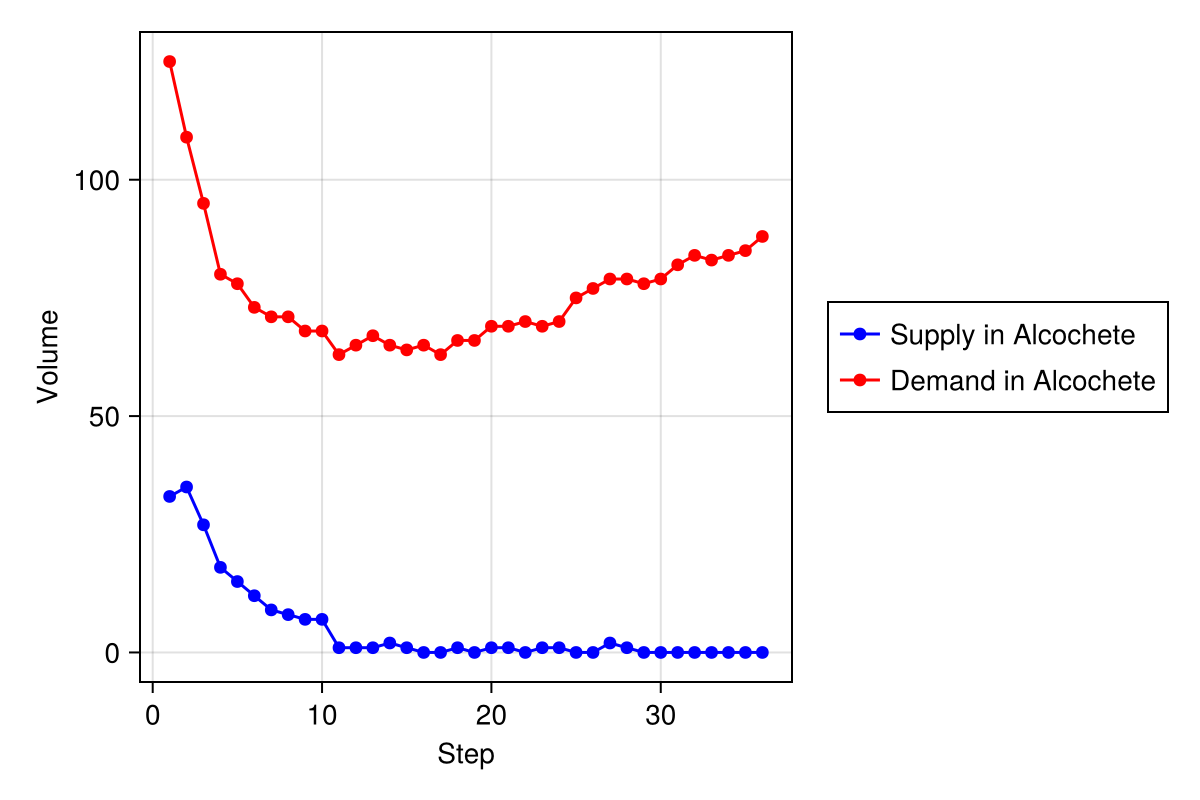 Volume
100
50
0
0 10 20 30
Step
Supply in Alcochete
Demand in Alcochete